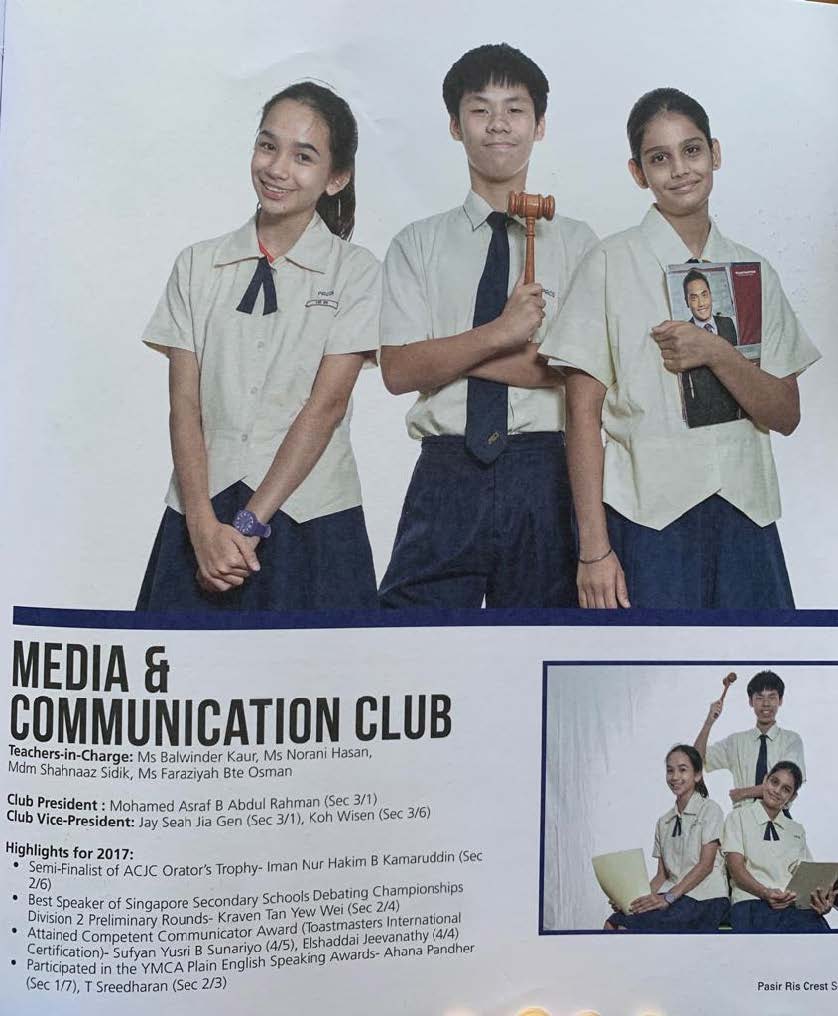 MEDIA &
COMMUNICATION CLUB
Teachers-in-Charge: Ms Balwinder Kaur, Ms Norani Hasan,
Mdm Shahnaaz Sidik, Ms Faraziyah Bte Osman
Club President : Mohamed Asraf B Abdul Rahman (Sec 3/1)
Club Vice-President: Jay Seah Jia Gen (Sec 3/1), Koh Wisen (Sec 3/6)
Highlights for 2017:
• Semi-Finalist of ACJC Orator's Trophy- Iman Nur Hakim B Kamaruddin (Sec
2/6)
• Best Speaker of Singapore Secondary Schools Debating Championships
Division 2 Preliminary Rounds- Kraven Tan Yew Wei (Sec 2/4)
• Attained Competent Communicator Award (Toastmasters International
Certification)- Sufyan Yusri B Sunariyo (4/5), Elshaddai Jeevanathy (4/4)
• Participated in the YMCA Plain English Speaking Awards- Ahana Pandher
(Sec 1/7), T Sreedharan (Sec 2/3)
Pasir Ris Crest S